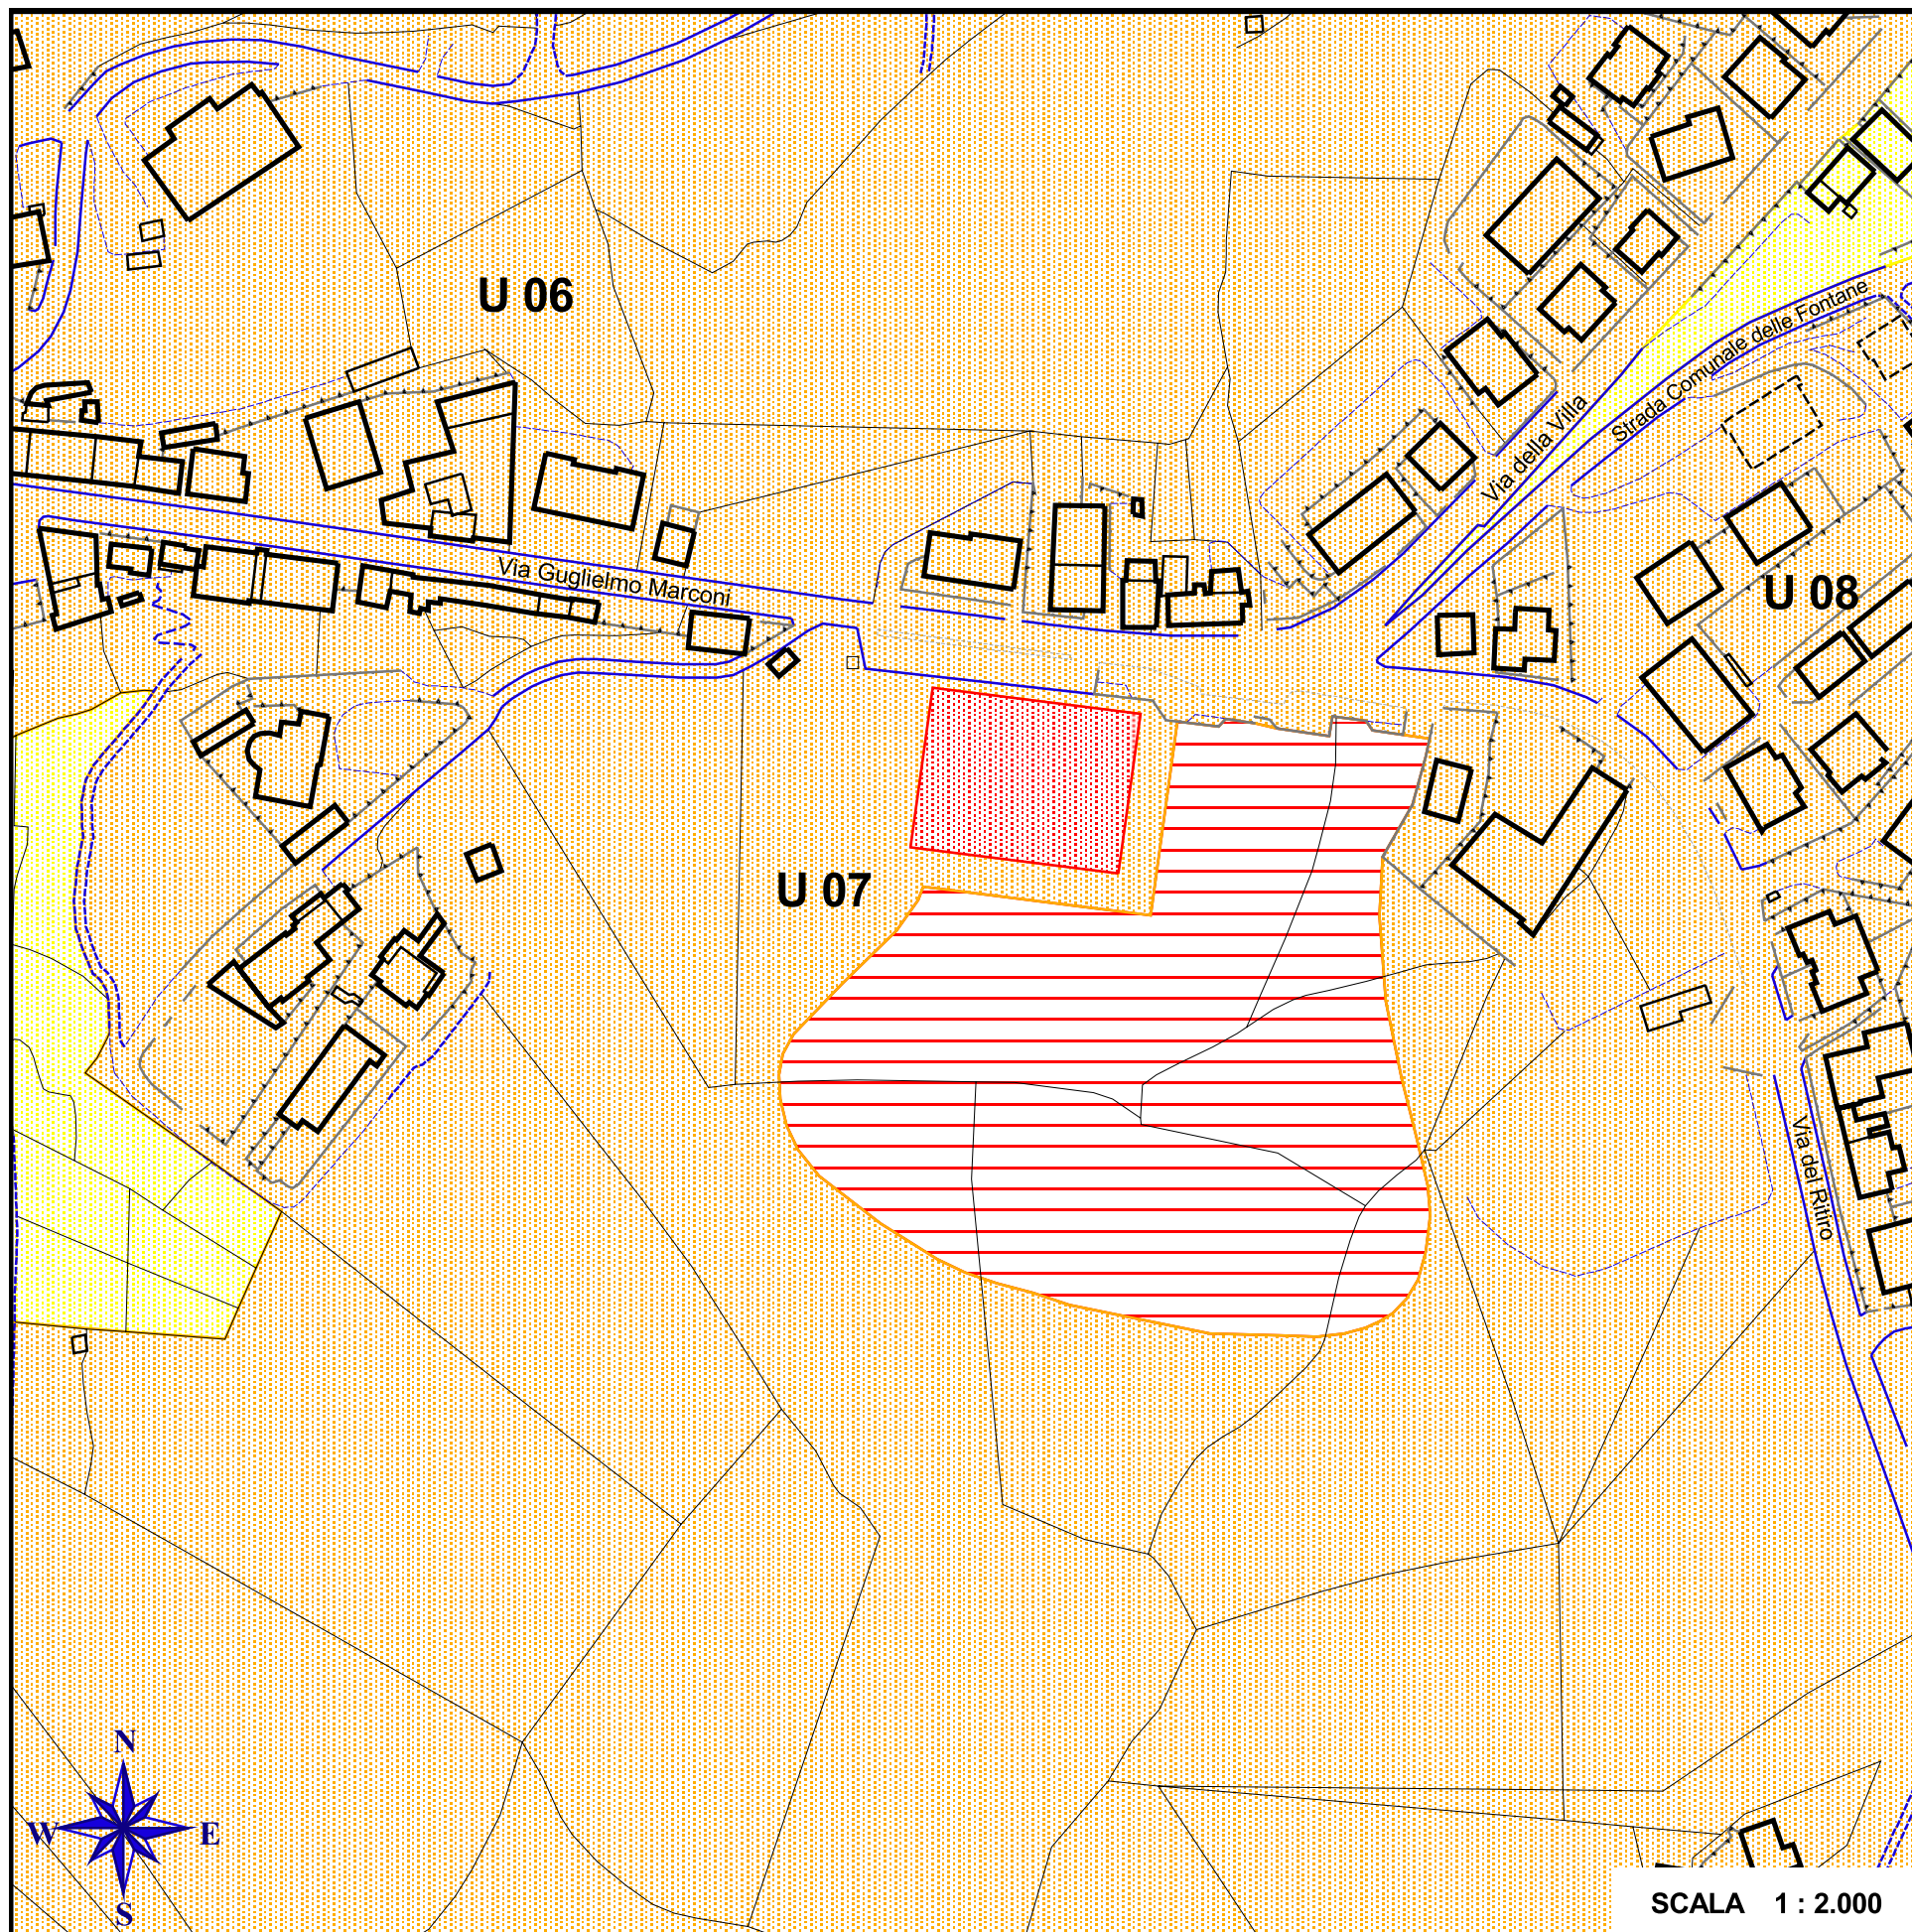 U 06
Strada Comunale delle Fontane
Via della Villa
Via Guglielmo Marconi
U 08
U 07
Via del Ritiro
N
W E
S
SCALA 1 : 2.000